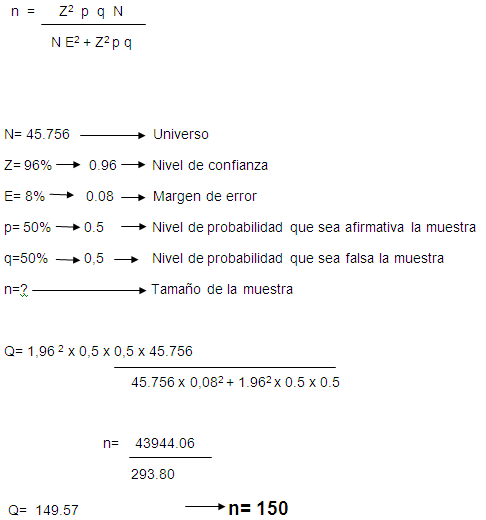 n = Z² p q N
N E² + Z² p q
N= 45.756 → Universo
Z= 96% → 0.96 → Nivel de confianza
E= 8% → 0.08 → Margen de error
p= 50% → 0.5 → Nivel de probabilidad que sea afirmativa la muestra
q=50% → 0,5 → Nivel de probabilidad que sea falsa la muestra
n=? → Tamaño de la muestra
Q= 1,96 ² x 0,5 x 0,5 x 45.756
45.756 x 0,08² + 1.96² x 0.5 x 0.5
n= 43944.06
293.80
Q= 149.57 → n= 150